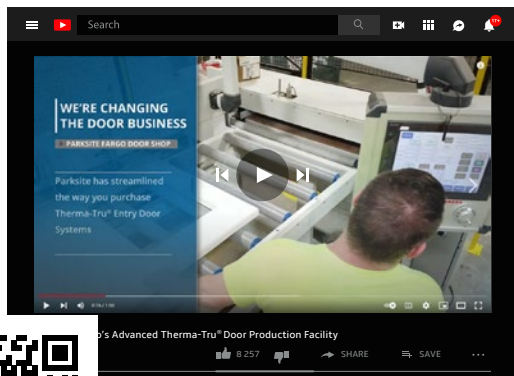 Search
WE'RE CHANGING
THE DOOR BUSINESS
PARKSITE FARGO DOOR SHOP
Parksite has streamlined
the way you purchase
Therma-Tru® Entry Door
Systems
's Advanced Therma-Tru® Door Production Facility
8 257
SHARE
SAVE